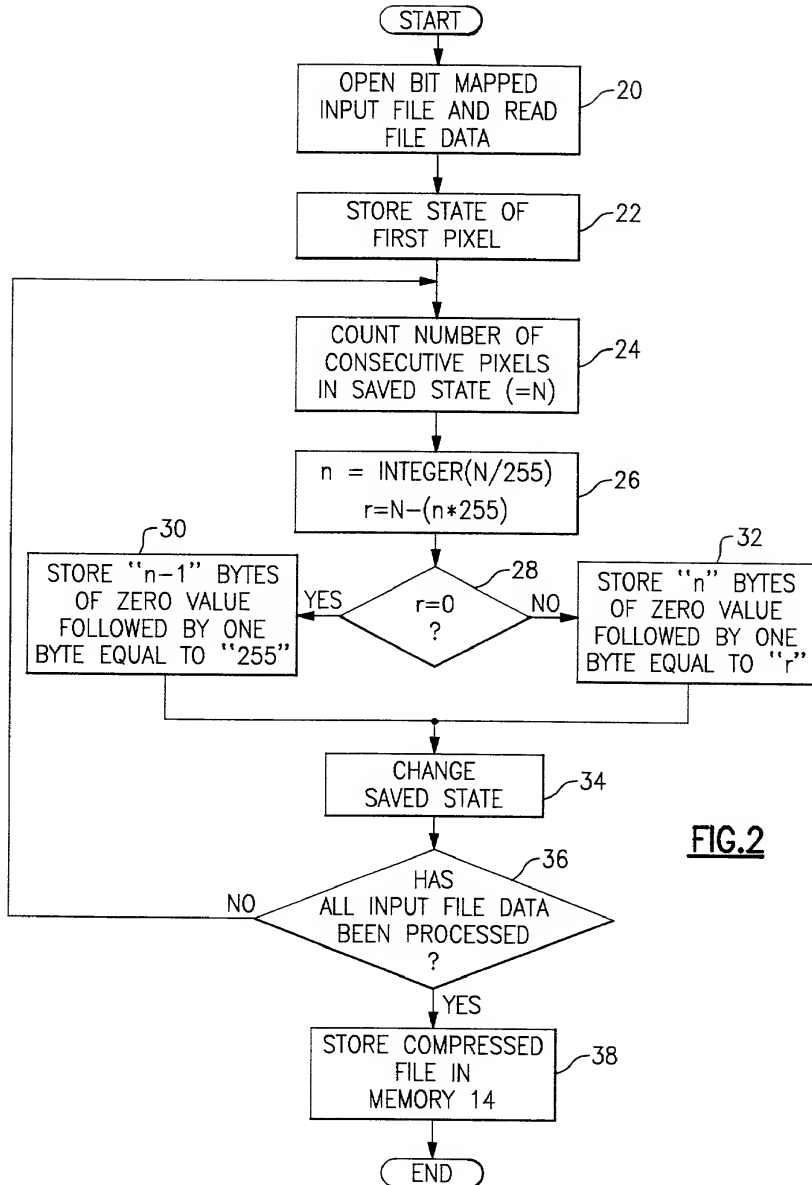 START
OPEN BIT MAPPED
INPUT FILE AND READ
FILE DATA
20
STORE STATE OF
FIRST PIXEL
22
COUNT NUMBER OF
CONSECUTIVE PIXELS
IN SAVED STATE (=N)
24
n = INTEGER(N/255)
r=N-(n*255)
26
30
STORE "n-1" BYTES
OF ZERO VALUE
FOLLOWED BY ONE
BYTE EQUAL TO "255"
YES
28
r=0
?
NO
32
STORE "n" BYTES
OF ZERO VALUE
FOLLOWED BY ONE
BYTE EQUAL TO "r"
CHANGE
SAVED STATE
34
FIG.2
36
HAS
ALL INPUT FILE DATA
BEEN PROCESSED
?
NO
YES
STORE COMPRESSED
FILE IN
MEMORY 14
38
END